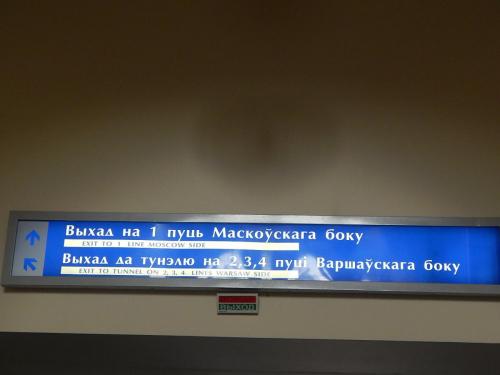 Выхад на 1 пуць Маскоўскага боку
EXIT TO 1 LINE MOSCOW SIDE
Выхад да тунэлю на 2,3,4 пуці Варшаўскага боку
EXIT TO TUNNEL ON 2, 3, 4 LINES WARSAW SIDE
ВЫХОД